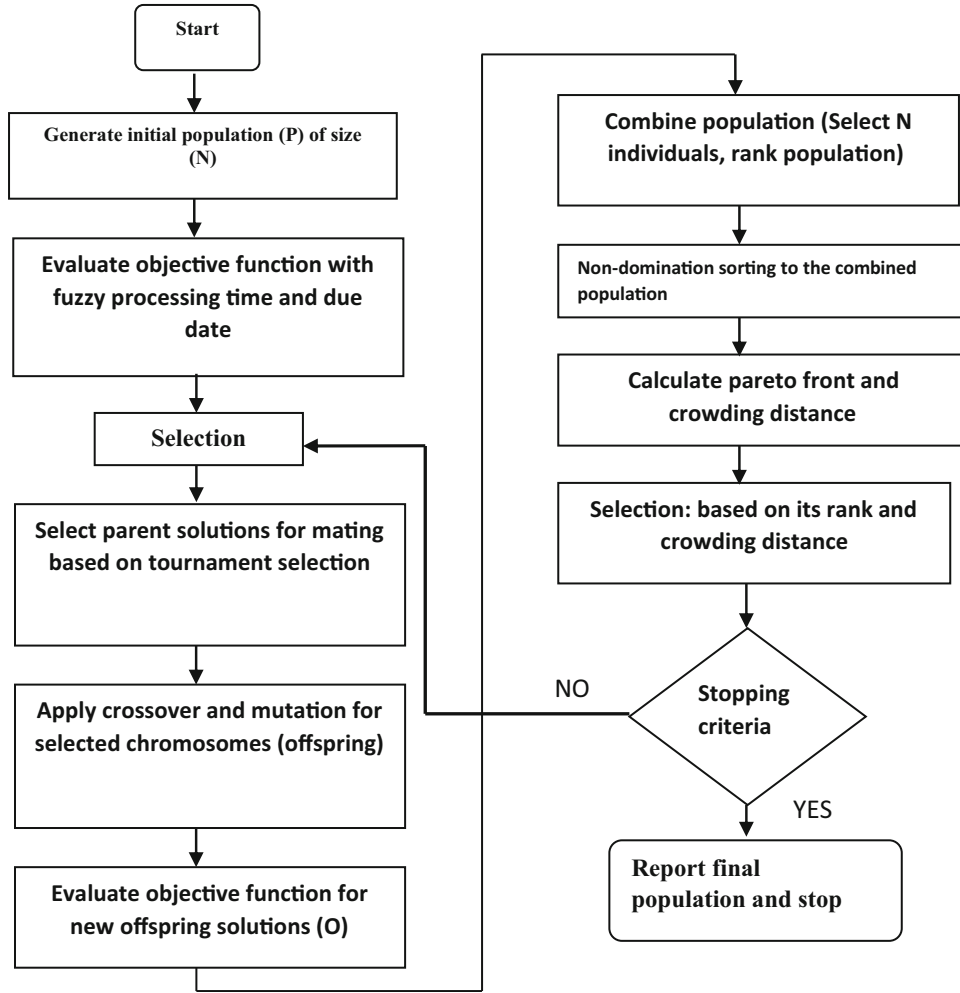 Start
Generate initial population (P) of size
(N)
Evaluate objective function with
fuzzy processing time and due
date
Selection
Select parent solutions for mating
based on tournament selection
Apply crossover and mutation for
selected chromosomes (offspring)
Evaluate objective function for
new offspring solutions (O)
Combine population (Select N
individuals, rank population)
Non-domination sorting to the combined
population
Calculate pareto front and
crowding distance
Selection: based on its rank and
crowding distance
Stopping
criteria
NO
YES
Report final
population and stop